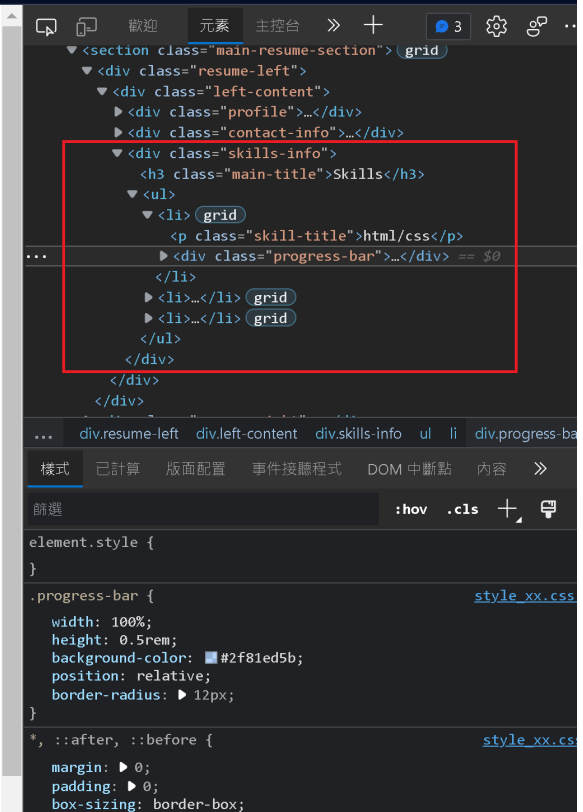 歡迎 元素 主控台 3
<section class="main-resume-section"> grid
<div class="resume-left">
<div class="left-content">
<div class="profile">…</div>
<div class="contact-info">…</div>
<div class="skills-info">
<h3 class="main-title">Skills</h3>
<ul>
<li> grid
<p class="skill-title">html/css</p>
… <div class="progress-bar">…</div> == $0
</li>
<li>…</li> grid
<li>…</li> grid
</ul>
</div>
</div>
</div>
… div.resume-left div.left-content div.skills-info ul li div.progress-ba
樣式 已計算 版面配置 事件接聽程式 DOM 中斷點 內容
篩選 :hov .cls
element.style {
}
.progress-bar { style_xx.css
width: 100%;
height: 0.5rem;
background-color: #2f81ed5b;
position: relative;
border-radius: 12px;
}
*, ::after, ::before { style_xx.css
margin: 0;
padding: 0;
box-sizing: border-box;